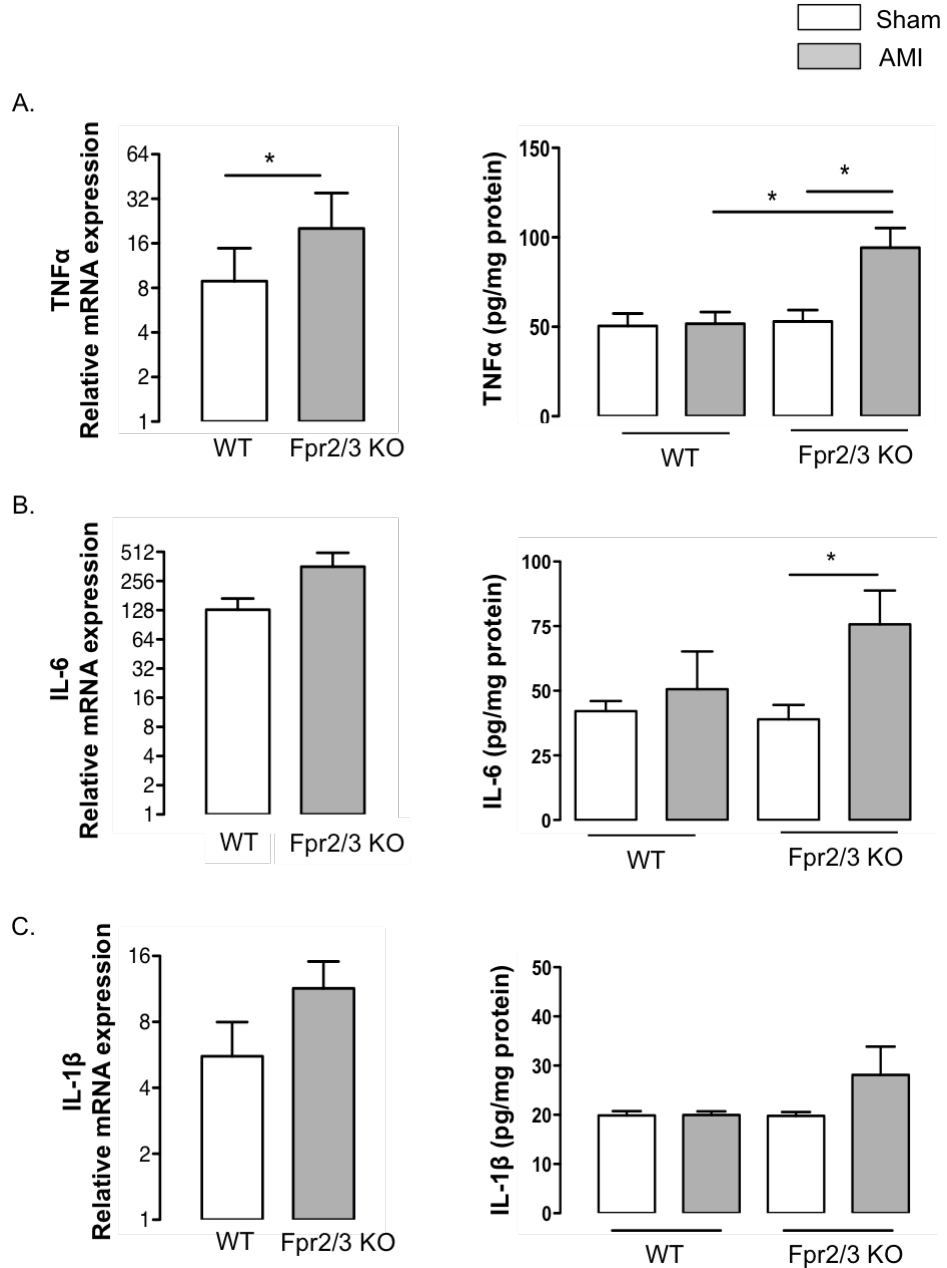 Sham
AMI
A.
TNFα
Relative mRNA expression
64
32
16
8
4
2
1
*
WT
Fpr2/3 KO
TNFα (pg/mg protein)
150
100
50
0
*
*
WT
Fpr2/3 KO
B.
IL-6
Relative mRNA expression
512
256
128
64
32
16
8
4
2
1
WT
Fpr2/3 KO
IL-6 (pg/mg protein)
100
75
50
25
0
*
WT
Fpr2/3 KO
C.
IL-1β
Relative mRNA expression
16
8
4
2
1
WT
Fpr2/3 KO
IL-1β (pg/mg protein)
50
40
30
20
10
0
WT
Fpr2/3 KO